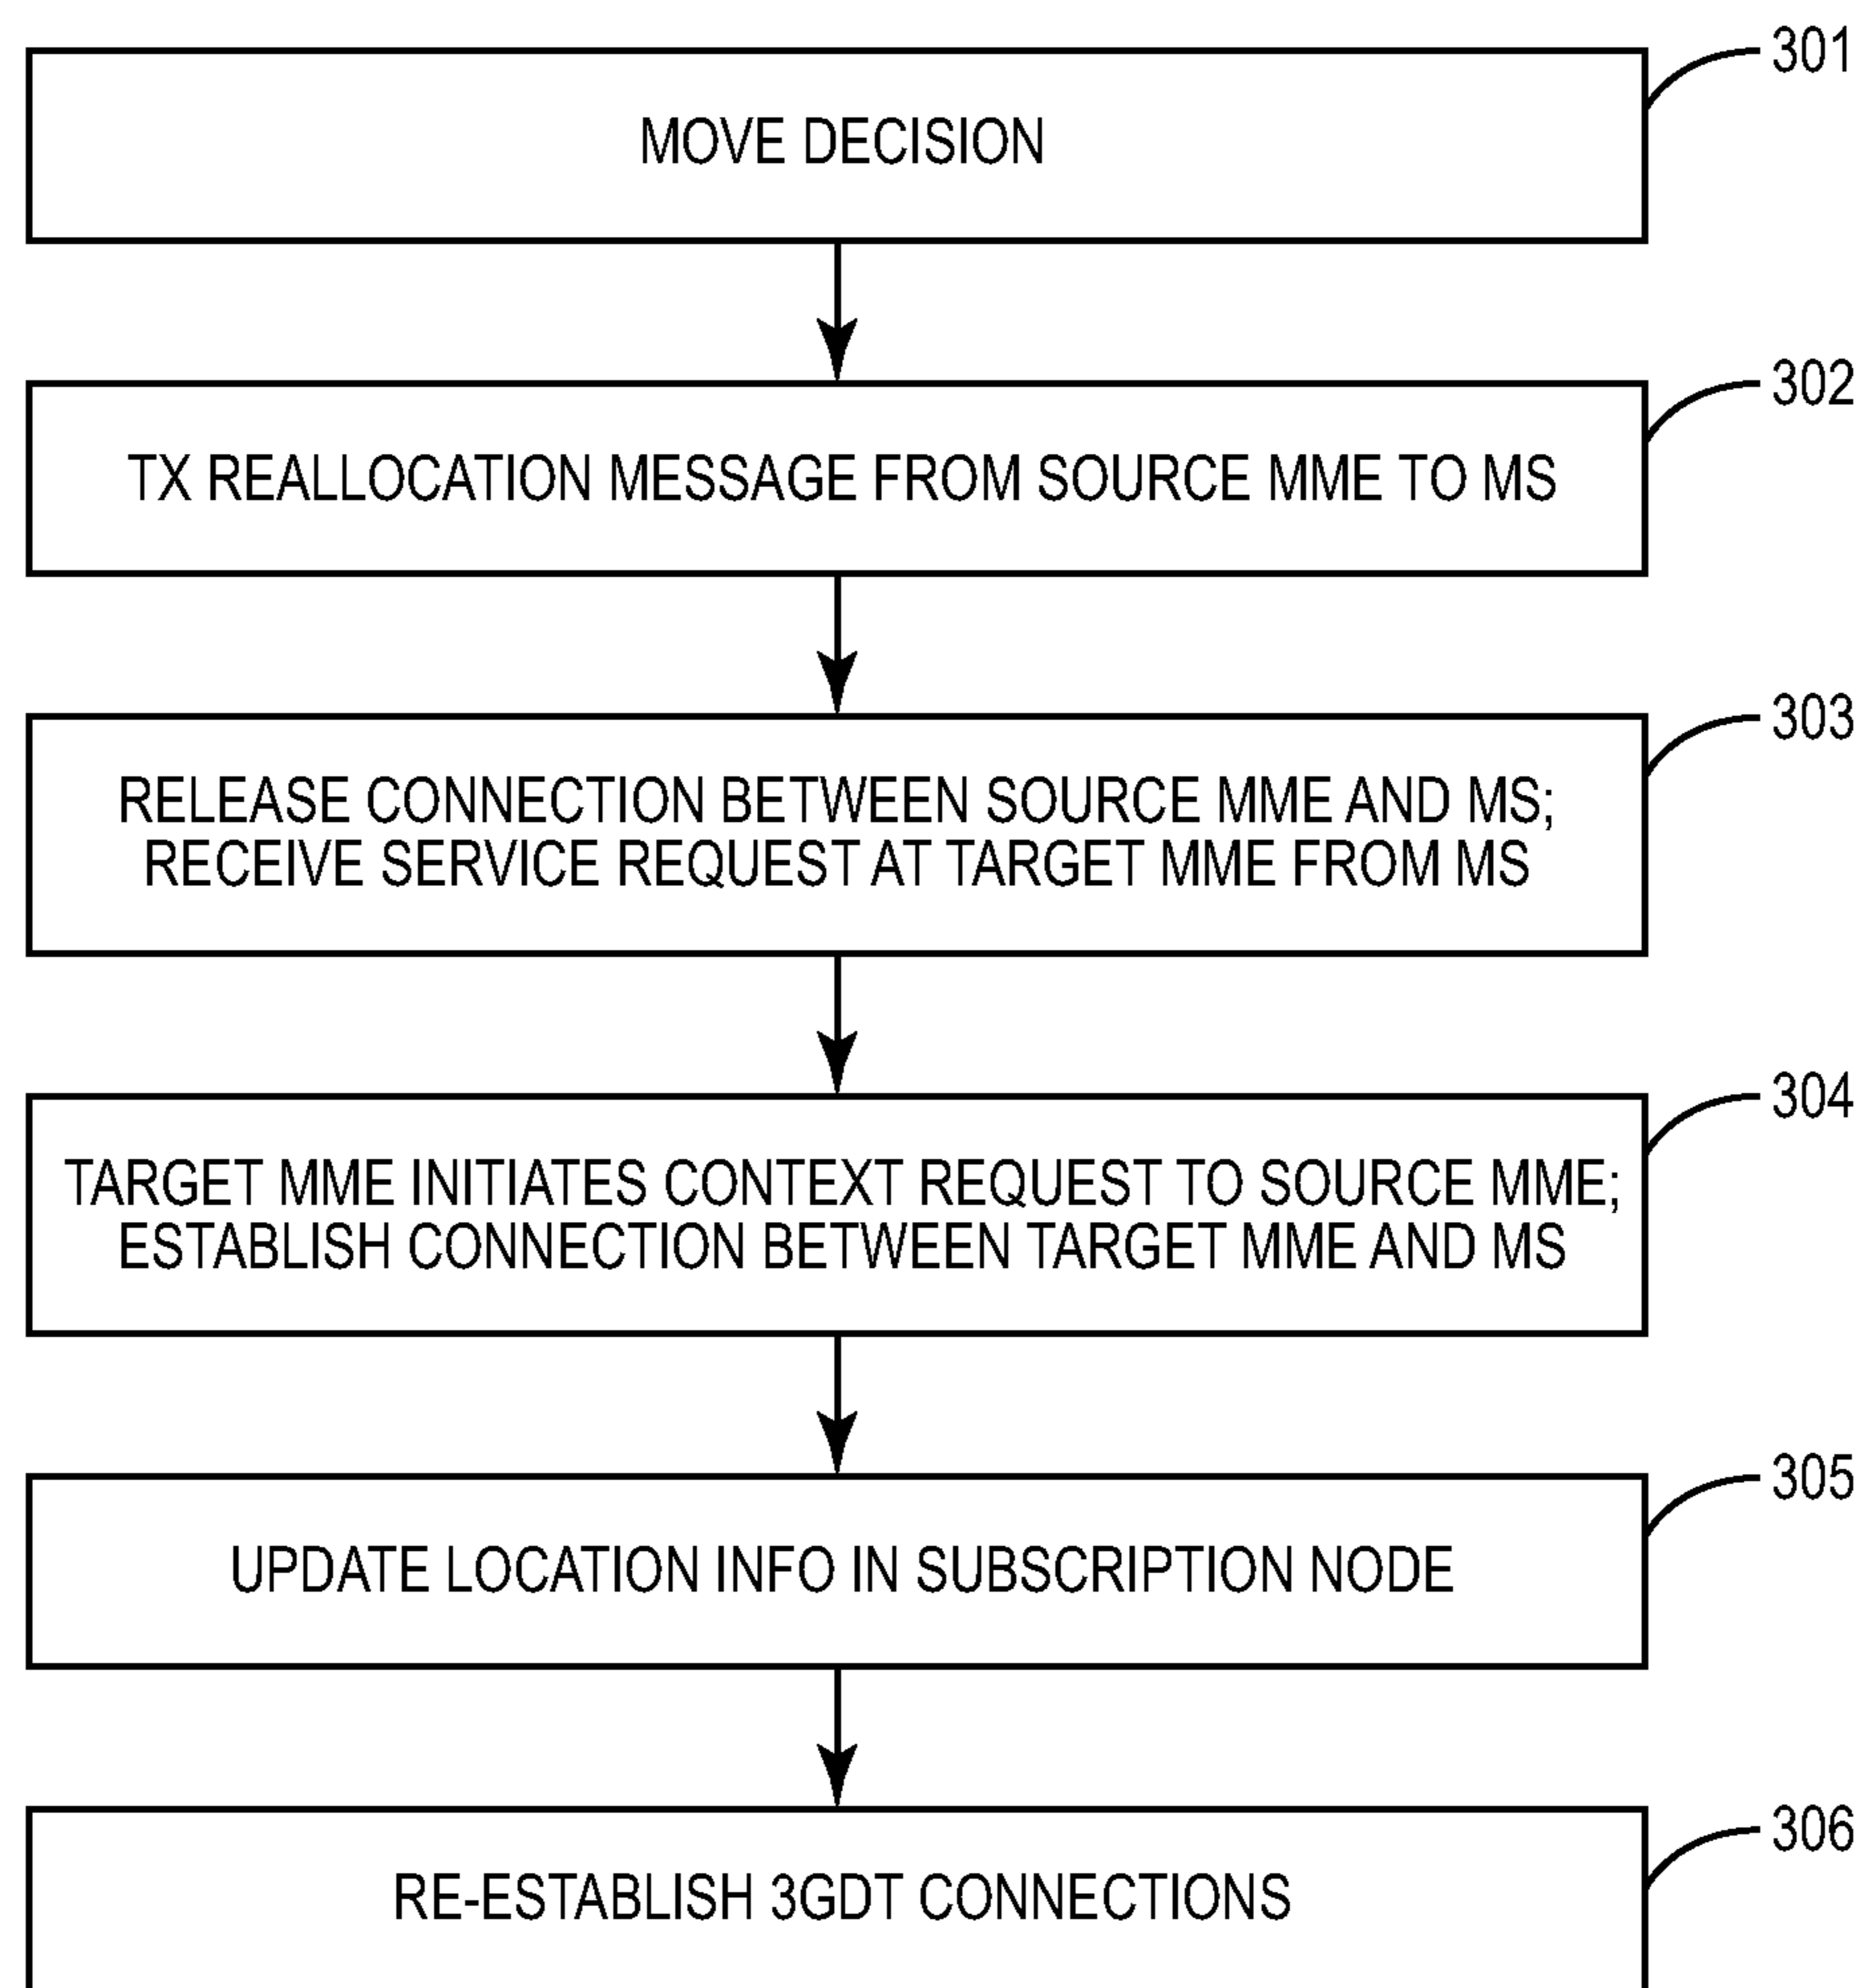 301
MOVE DECISION
302
TX REALLOCATION MESSAGE FROM SOURCE MME TO MS
303
RELEASE CONNECTION BETWEEN SOURCE MME AND MS;
RECEIVE SERVICE REQUEST AT TARGET MME FROM MS
304
TARGET MME INITIATES CONTEXT REQUEST TO SOURCE MME;
ESTABLISH CONNECTION BETWEEN TARGET MME AND MS
305
UPDATE LOCATION INFO IN SUBSCRIPTION NODE
306
RE-ESTABLISH 3GDT CONNECTIONS